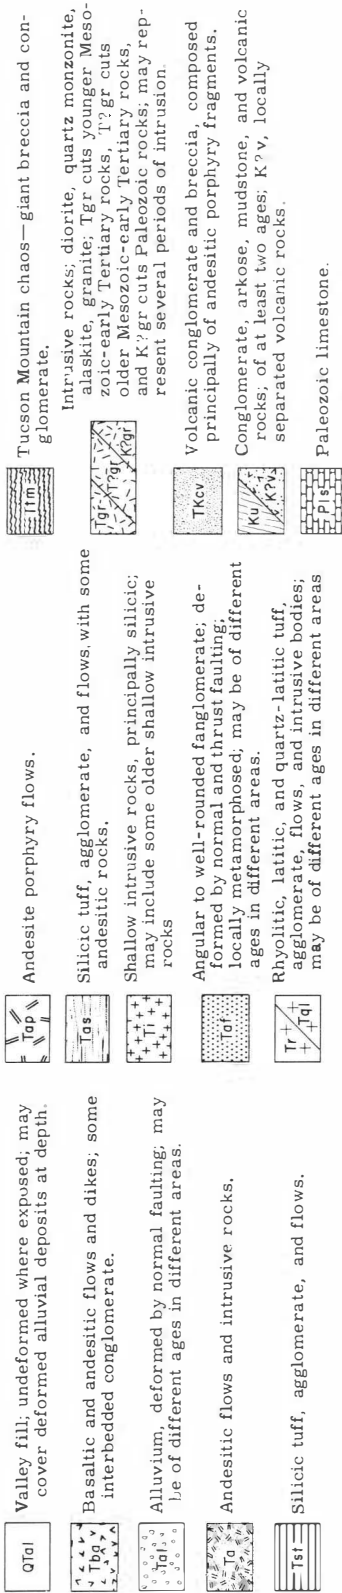 QTal
Valley fill; undeformed where exposed; may
cover deformed alluvial deposits at depth.
Tba
Basaltic and andesitic flows and dikes; some
interbedded conglomerate.
Tal
Alluvium, deformed by normal faulting; may
be of different ages in different areas.
Ta
Andesitic flows and intrusive rocks.
Tst
Silicic tuff, agglomerate, and flows.
Tap
Andesite porphyry flows.
Tas
Silicic tuff, agglomerate, and flows, with some
andesitic rocks.
Ti
Shallow intrusive rocks, principally silicic;
may include some older shallow intrusive
rocks
Taf
Angular to well-rounded fanglomerate; de-
formed by normal and thrust faulting;
locally metamorphosed; may be of different
ages in different areas.
Tr
Tql
Rhyolitic, latitic, and quartz-latitic tuff,
agglomerate, flows, and intrusive bodies;
may be of different ages in different areas
Ttm
Tucson Mountain chaos—giant breccia and con-
glomerate.
Tgr
T?gr
K?gr
Intrusive rocks; diorite, quartz monzonite,
alaskite, granite; Tgr cuts younger Meso-
zoic-early Tertiary rocks, T?gr cuts
older Mesozoic-early Tertiary rocks,
and K?gr cuts Paleozoic rocks; may rep-
resent several periods of intrusion.
TKcv
Volcanic conglomerate and breccia, composed
principally of andesitic porphyry fragments.
Ku
K?v
Conglomerate, arkose, mudstone, and volcanic
rocks; of at least two ages; K?v, locally
separated volcanic rocks.
Pls
Paleozoic limestone.